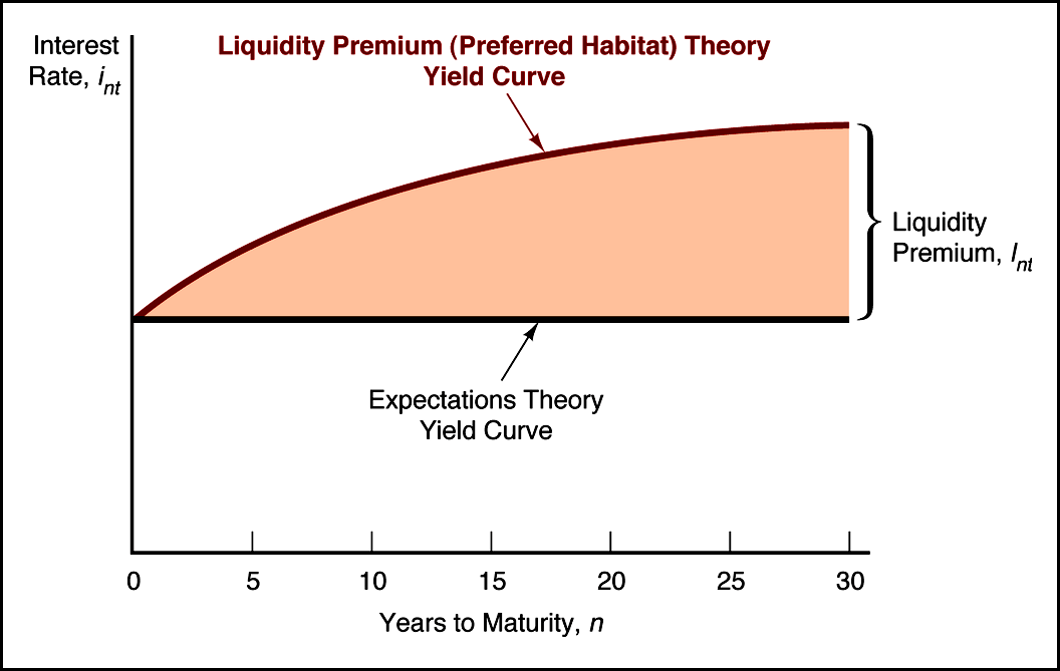 Interest
Rate, int
Liquidity Premium (Preferred Habitat) Theory
Yield Curve
Liquidity
Premium, lnt
Expectations Theory
Yield Curve
0 5 10 15 20 25 30
Years to Maturity, n